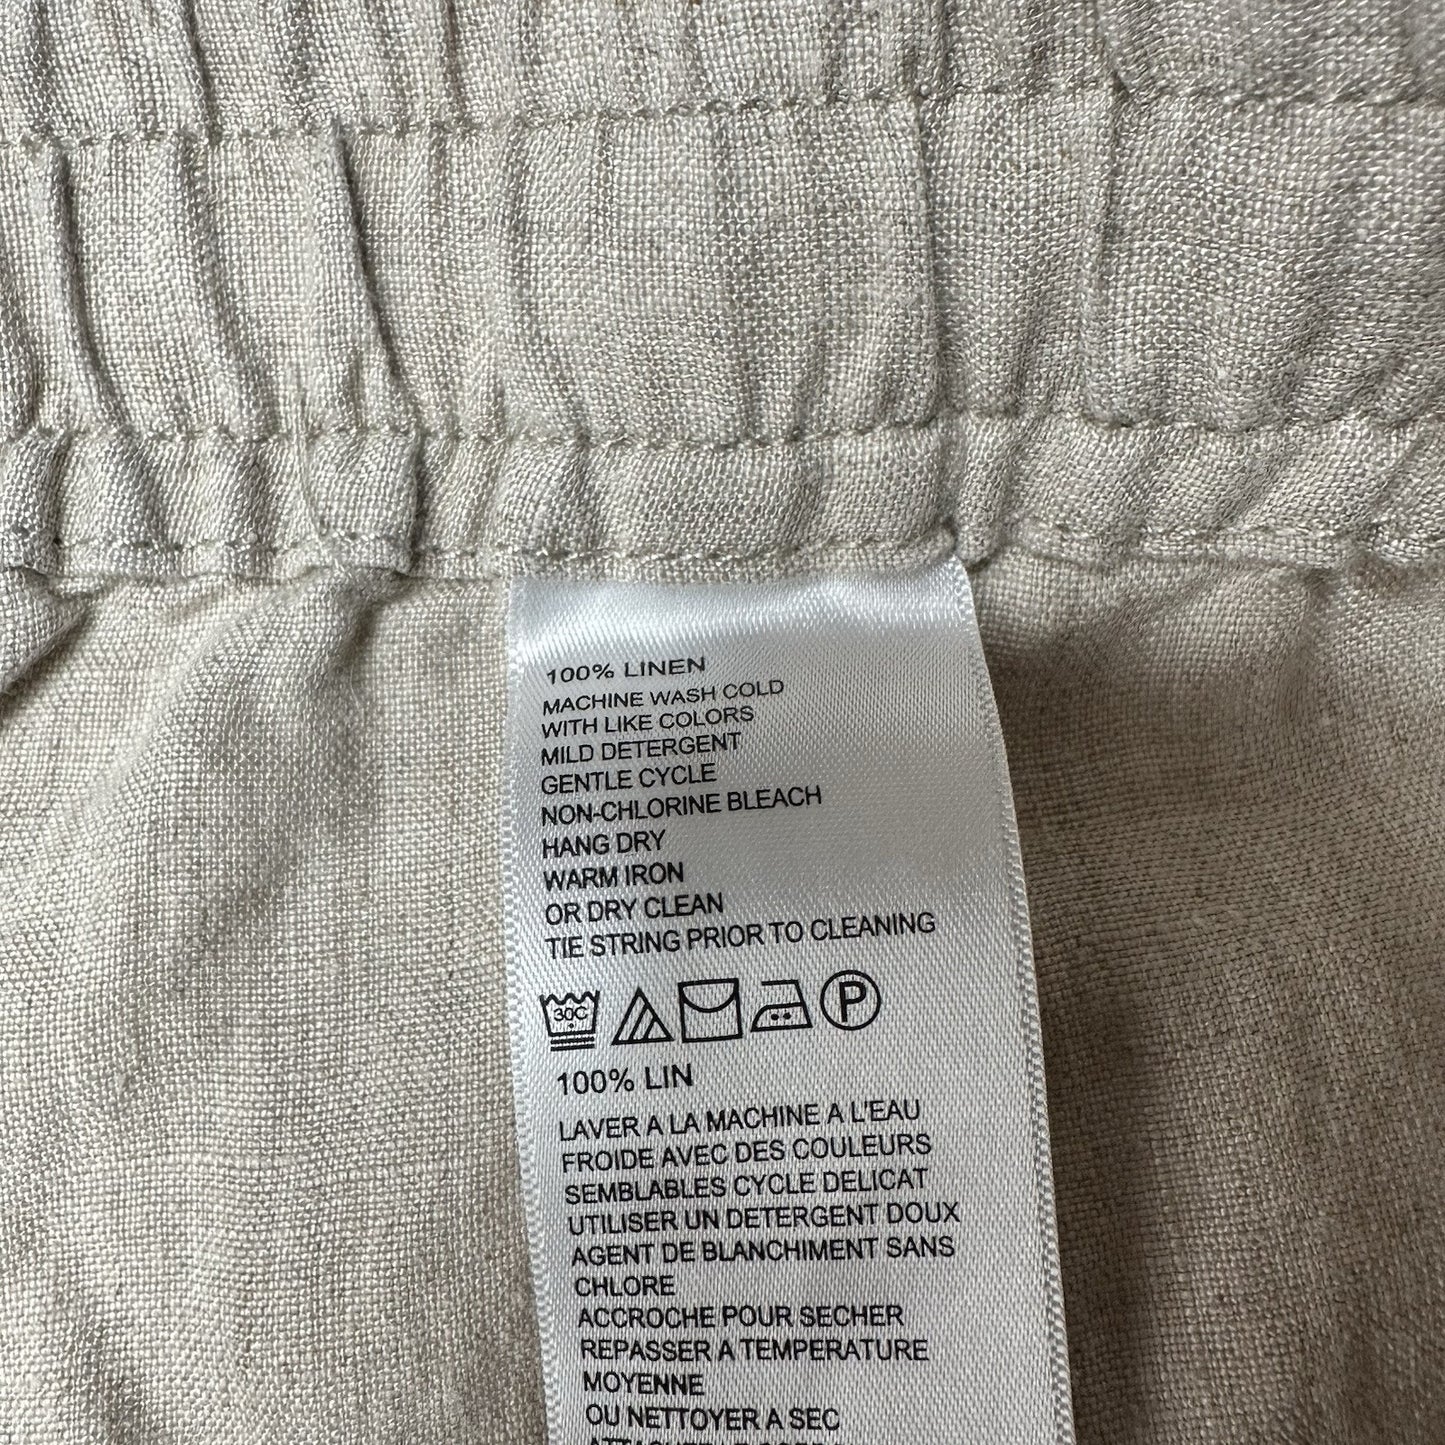 100% LINEN
MACHINE WASH COLD
WITH LIKE COLORS
MILD DETERGENT
GENTLE CYCLE
NON-CHLORINE BLEACH
HANG DRY
WARM IRON
OR DRY CLEAN
TIE STRING PRIOR TO CLEANING
30C P
100% LIN
LAVER A LA MACHINE A L'EAU
FROIDE AVEC DES COULEURS
SEMBLABLES CYCLE DELICAT
UTILISER UN DETERGENT DOUX
AGENT DE BLANCHIMENT SANS
CHLORE
ACCROCHE POUR SECHER
REPASSER A TEMPERATURE
MOYENNE
OU NETTOYER A SEC